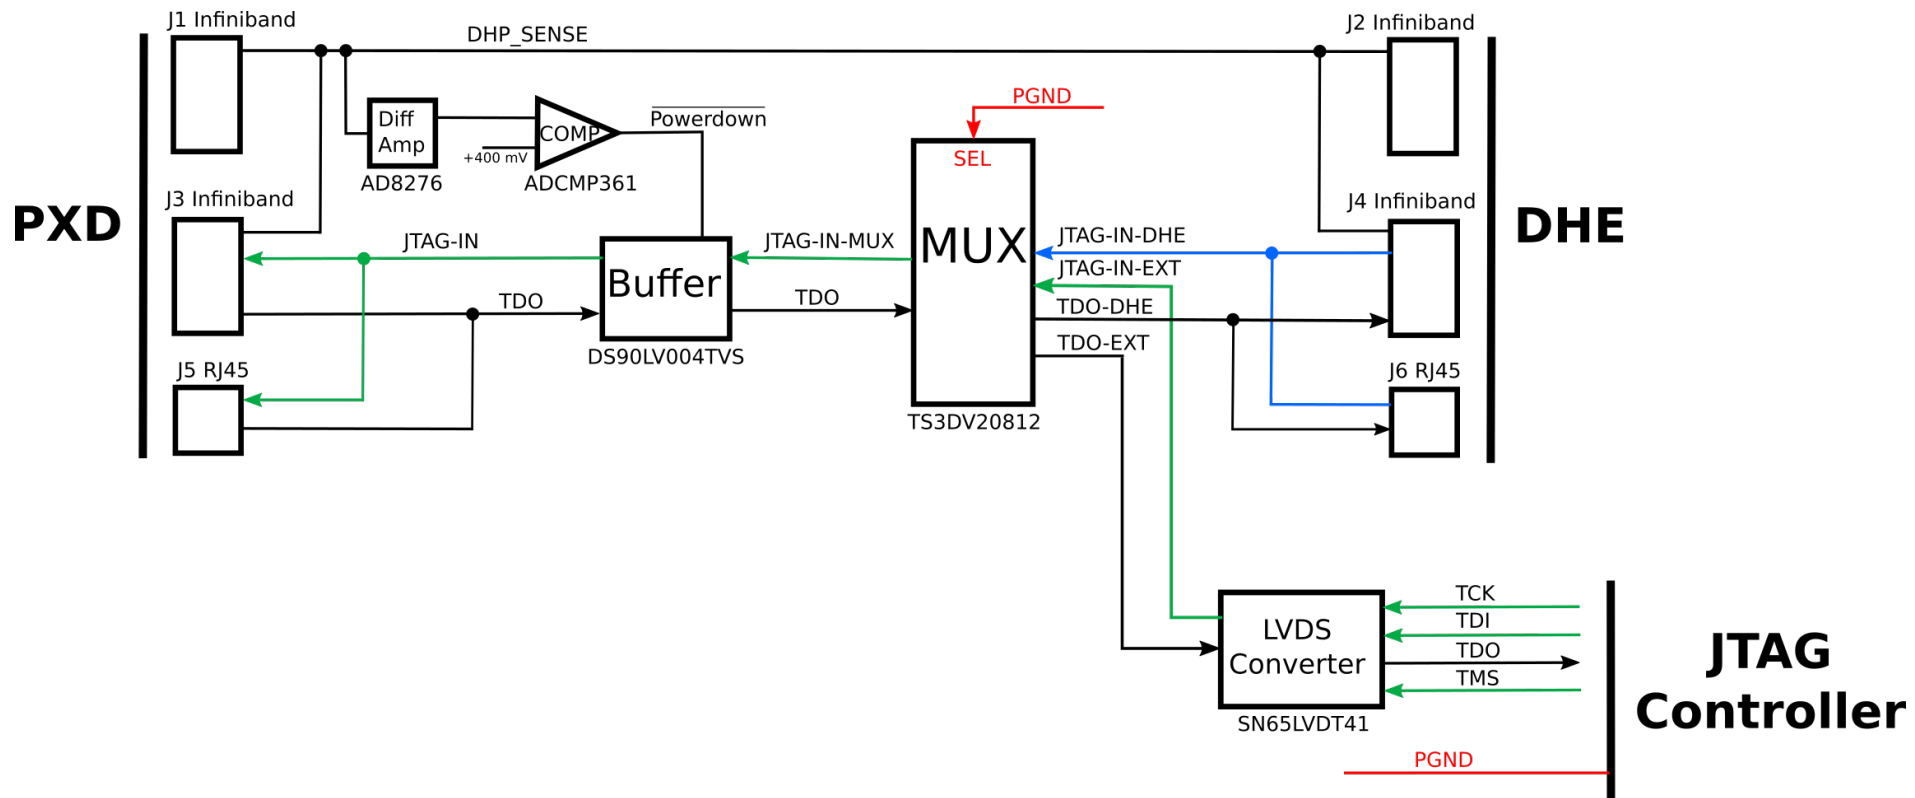 J1 Infiniband
DHP_SENSE
J2 Infiniband
PGND
Diff
Amp
COMP
+400 mV
Powerdown
AD8276
ADCMP361
SEL
PXD
J3 Infiniband
JTAG-IN
JTAG-IN-MUX
MUX
JTAG-IN-DHE
J4 Infiniband
DHE
JTAG-IN-EXT
Buffer
TDO
TDO
TDO-DHE
TDO-EXT
DS90LV004TVS
J5 RJ45
J6 RJ45
TS3DV20812
LVDS
Converter
SN65LVDT41
TCK
TDI
TDO
TMS
JTAG
Controller
PGND